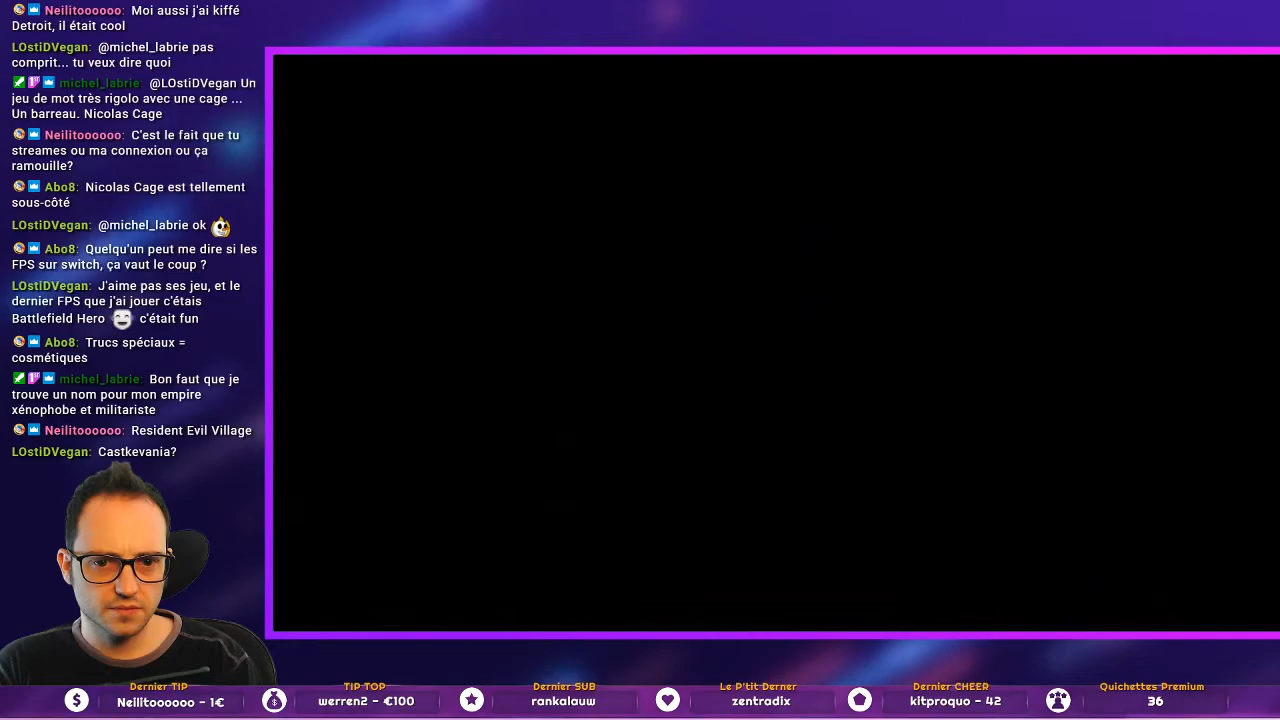 Neilitoooooo: Moi aussi j'ai kiffé
Detroit, il était cool
LOstiDVegan: @michel_labrie pas
comprit... tu veux dire quoi
michel_labrie: @LOstiDVegan Un
jeu de mot très rigolo avec une cage ...
Un barreau. Nicolas Cage
Neilitoooooo: C'est le fait que tu
streames ou ma connexion ou ça
ramouille?
Abo8: Nicolas Cage est tellement
sous-côté
LOstiDVegan: @michel_labrie ok
Abo8: Quelqu'un peut me dire si les
FPS sur switch, ça vaut le coup ?
LOstiDVegan: J'aime pas ses jeu, et le
dernier FPS que j'ai jouer c'étais
Battlefield Hero c'était fun
Abo8: Trucs spéciaux =
cosmétiques
michel_labrie: Bon faut que je
trouve un nom pour mon empire
xénophobe et militariste
Neilitoooooo: Resident Evil Village
LOstiDVegan: Castkevania?
Dernier TIP
Neilitoooooo - 1€
TIP TOP
werren2 - €100
Dernier SUB
rankalauw
Le P'tit Derner
zentradix
Dernier CHEER
kitproquo - 42
Quichettes Premium
36